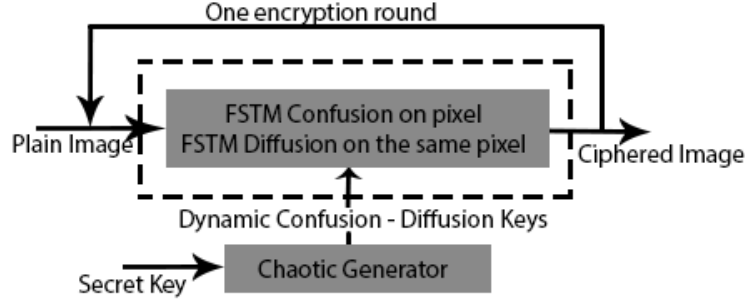 One encryption round
FSTM Confusion on pixel
FSTM Diffusion on the same pixel
Plain Image
Ciphered Image
Dynamic Confusion - Diffusion Keys
Chaotic Generator
Secret Key